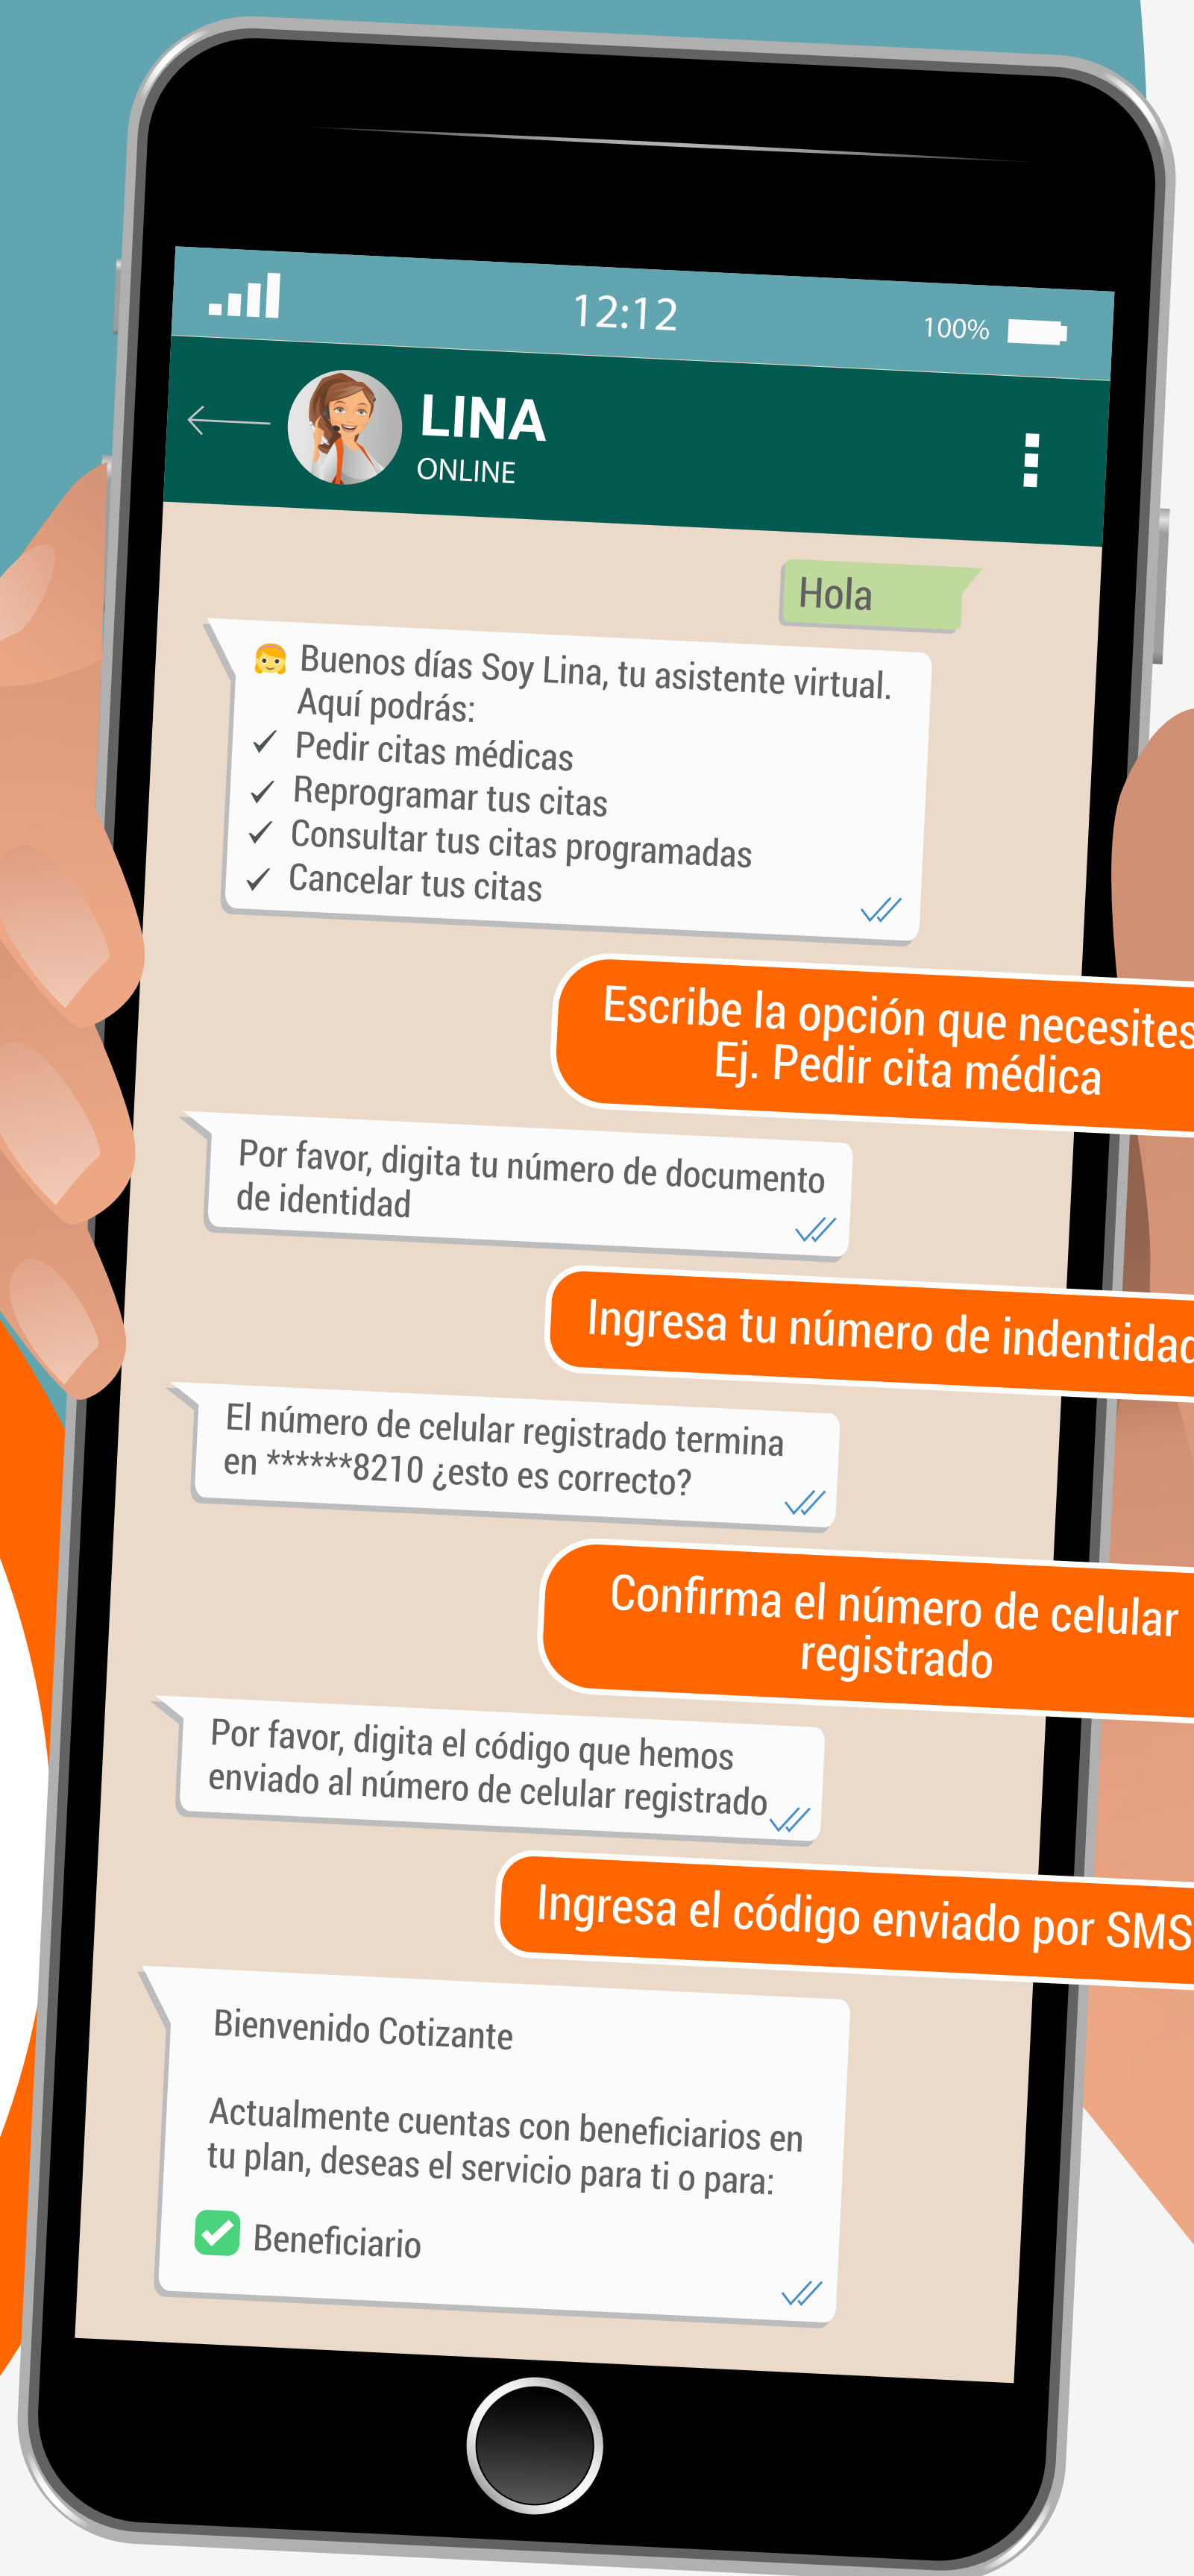 12:12
100%
LINA
ONLINE
Hola
Buenos días Soy Lina, tu asistente virtual.
Aquí podrás:
Pedir citas médicas
Reprogramar tus citas
Consultar tus citas programadas
Cancelar tus citas
Escribe la opción que necesites
Ej. Pedir cita médica
Por favor, digita tu número de documento
de identidad
Ingresa tu número de indentidad
El número de celular registrado termina
en ******8210 ¿esto es correcto?
Confirma el número de celular
registrado
Por favor, digita el código que hemos
enviado al número de celular registrado
Ingresa el código enviado por SMS
Bienvenido Cotizante
Actualmente cuentas con beneficiarios en
tu plan, deseas el servicio para ti o para:
Beneficiario